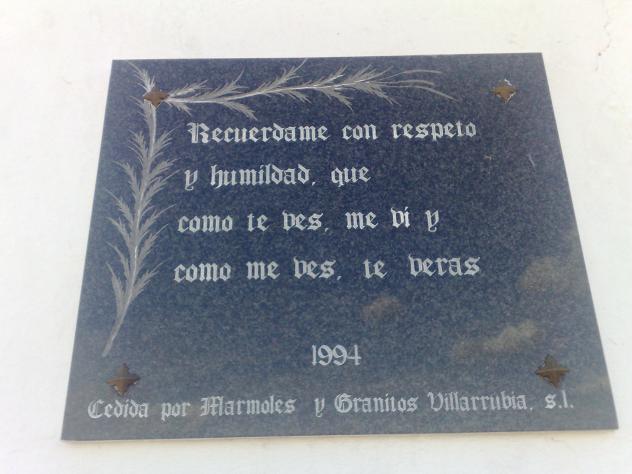 Recuerdame con respeto
y humildad, que
como te ves, me vi y
como me ves, te veras
1994
Cedida por Marmoles y Granitos Villarrubia, s.l.